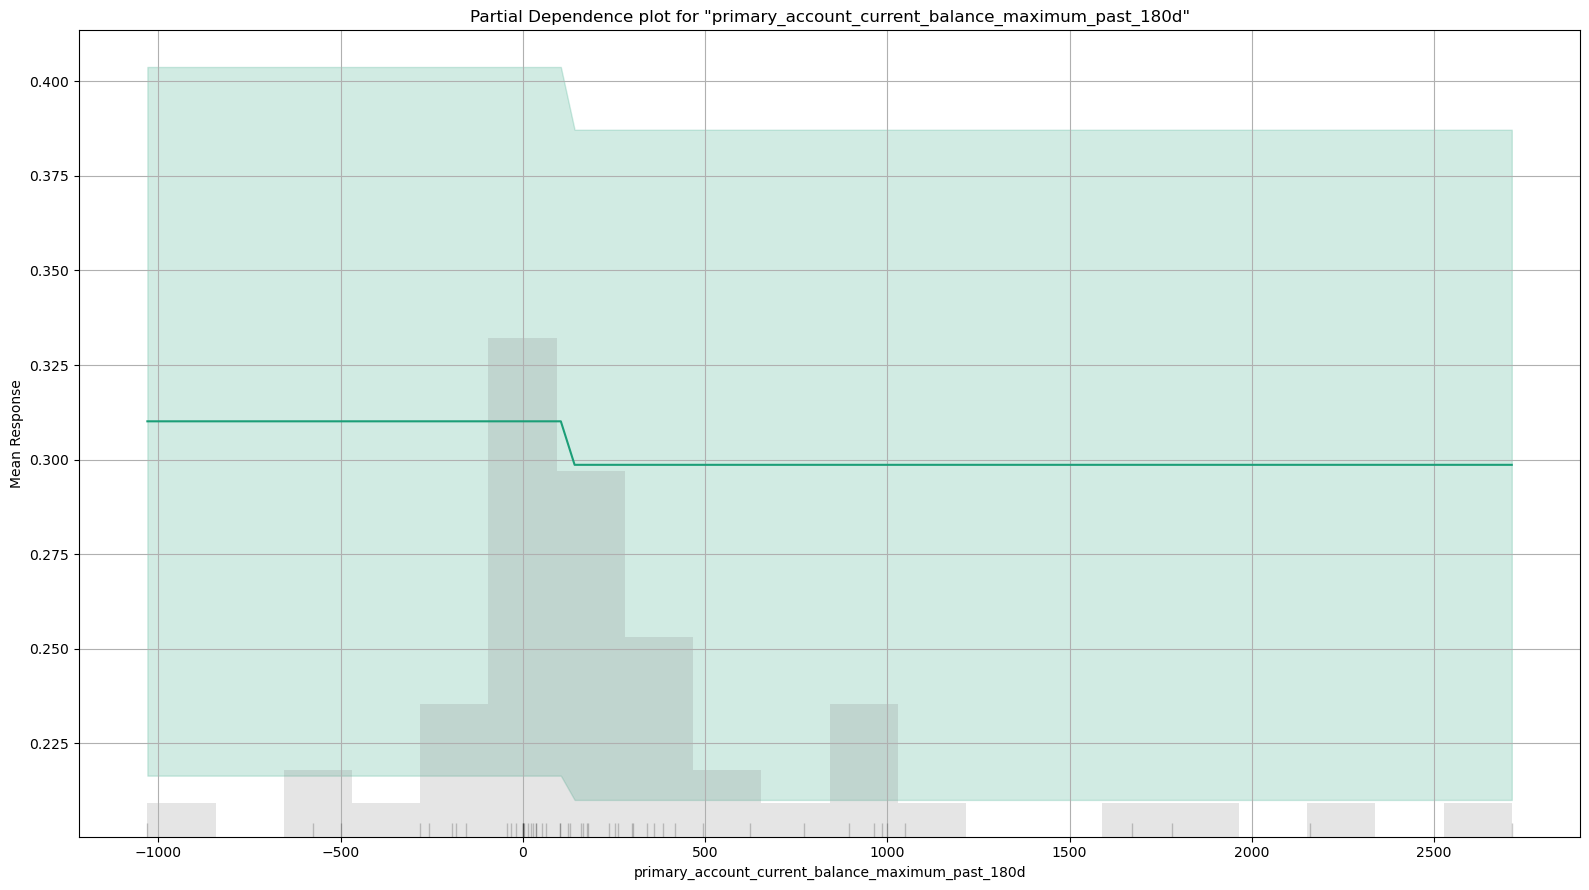 Partial Dependence plot for "primary_account_current_balance_maximum_past_180d"
0.400
0.375
0.350
0.325
0.300
0.275
0.250
0.225
Mean Response
−1000 −500 0 500 1000 1500 2000 2500
primary_account_current_balance_maximum_past_180d